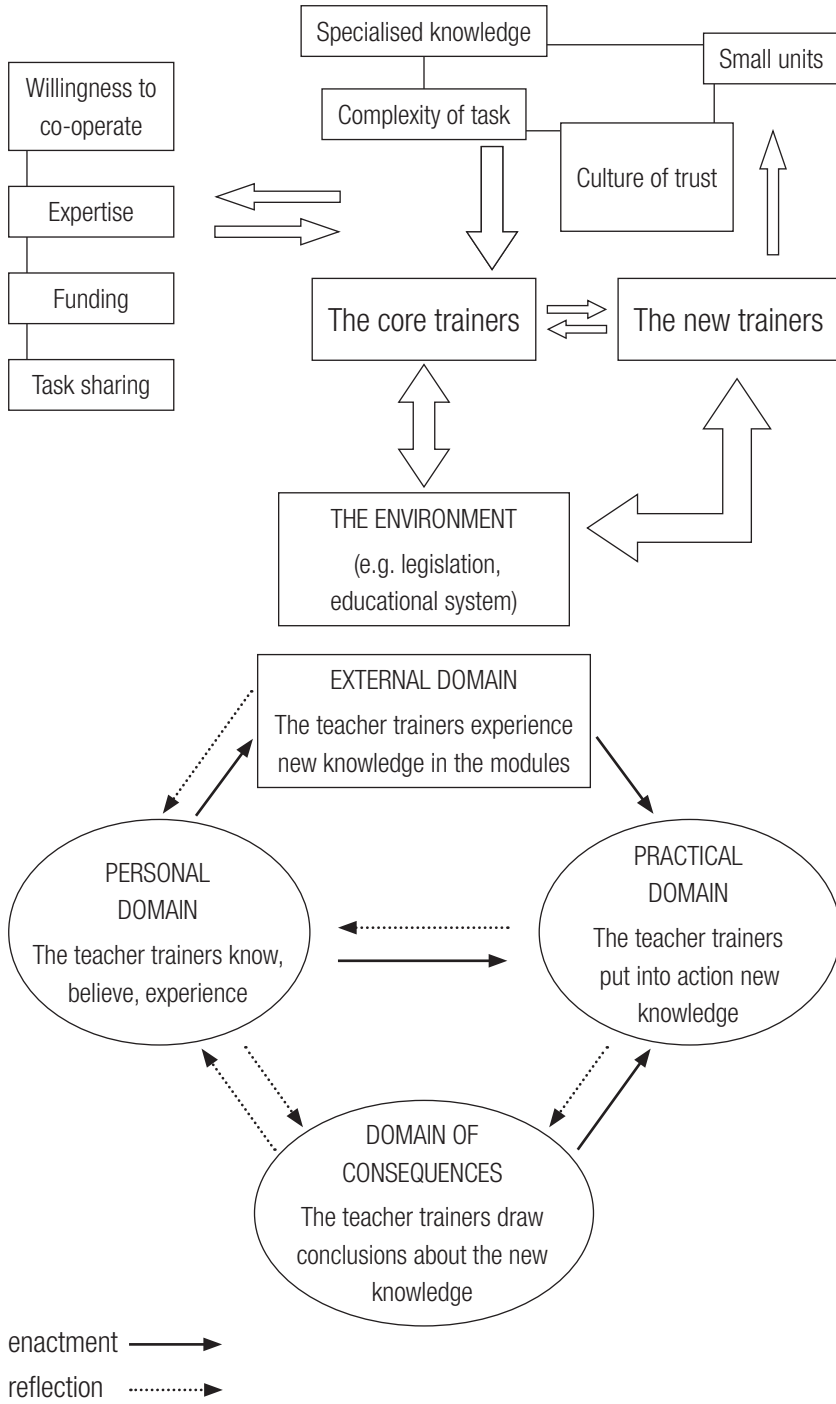 Specialised knowledge
Small units
Willingness to
co-operate
Complexity of task
Culture of trust
Expertise
Funding
The core trainers
The new trainers
Task sharing
THE ENVIRONMENT
(e.g. legislation,
educational system)
EXTERNAL DOMAIN
The teacher trainers experience
new knowledge in the modules
PERSONAL
DOMAIN
The teacher trainers know,
believe, experience
PRACTICAL
DOMAIN
The teacher trainers
put into action new
knowledge
DOMAIN OF
CONSEQUENCES
The teacher trainers draw
conclusions about the new
knowledge
enactment
reflection